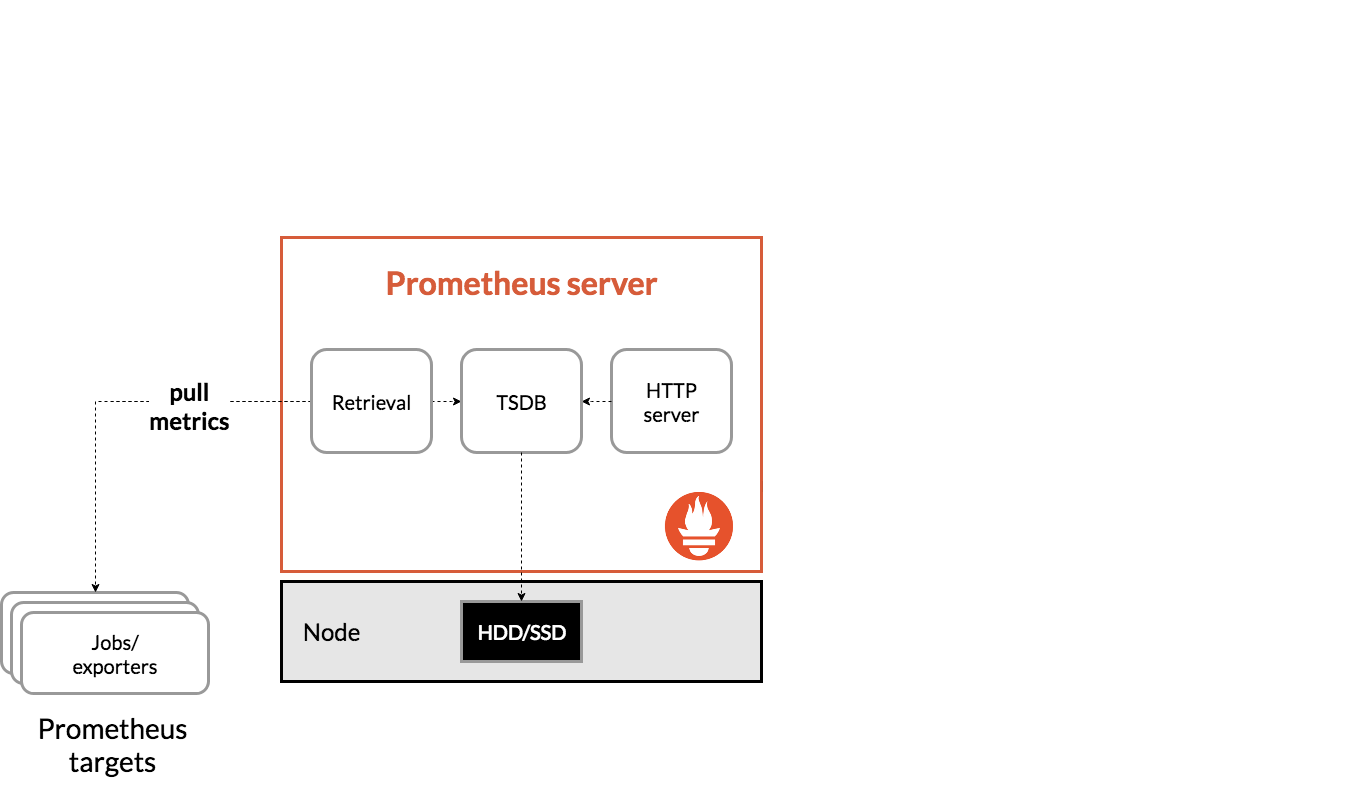 Prometheus server
pull
metrics
Retrieval
TSDB
HTTP
server
Node
HDD/SSD
Jobs/
exporters
Prometheus
targets